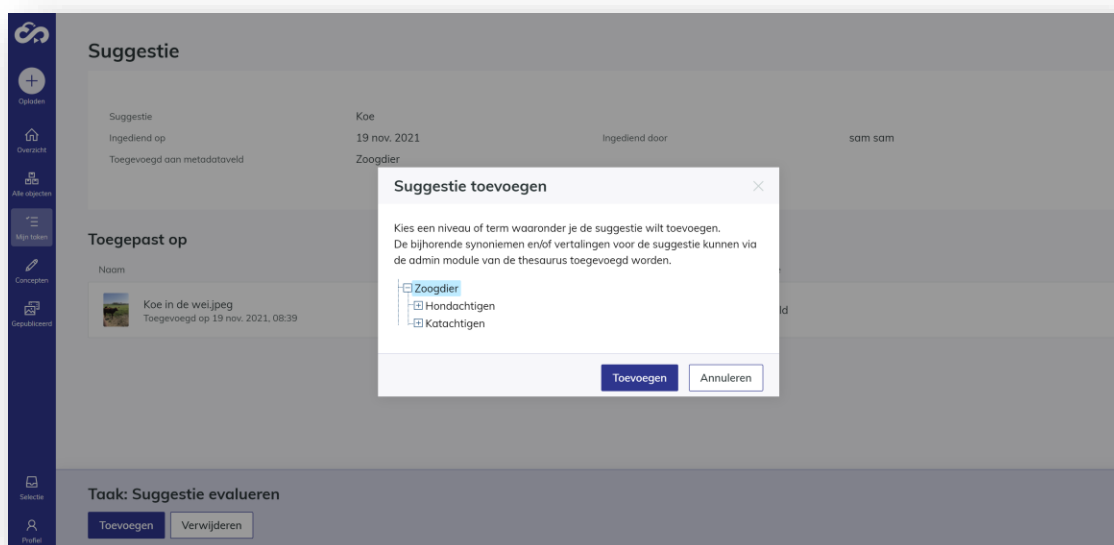 Suggestie
Opladen
Overzicht
Alle objecten
Mijn taken
Concepten
Gepubliceerd
Selectie
Profiel
Suggestie Koe
Ingediend op 19 nov. 2021 Ingediend door sam sam
Toegevoegd aan metadataveld Zoogdier
Toegepast op
Naam
Koe in de wei.jpeg
Toegevoegd op 19 nov. 2021, 08:39
ld
Suggestie toevoegen
Kies een niveau of term waaronder je de suggestie wilt toevoegen.
De bijhorende synoniemen en/of vertalingen voor de suggestie kunnen via
de admin module van de thesaurus toegevoegd worden.
Zoogdier
Hondachtigen
Katachtigen
Toevoegen Annuleren
Taak: Suggestie evalueren
Toevoegen Verwijderen